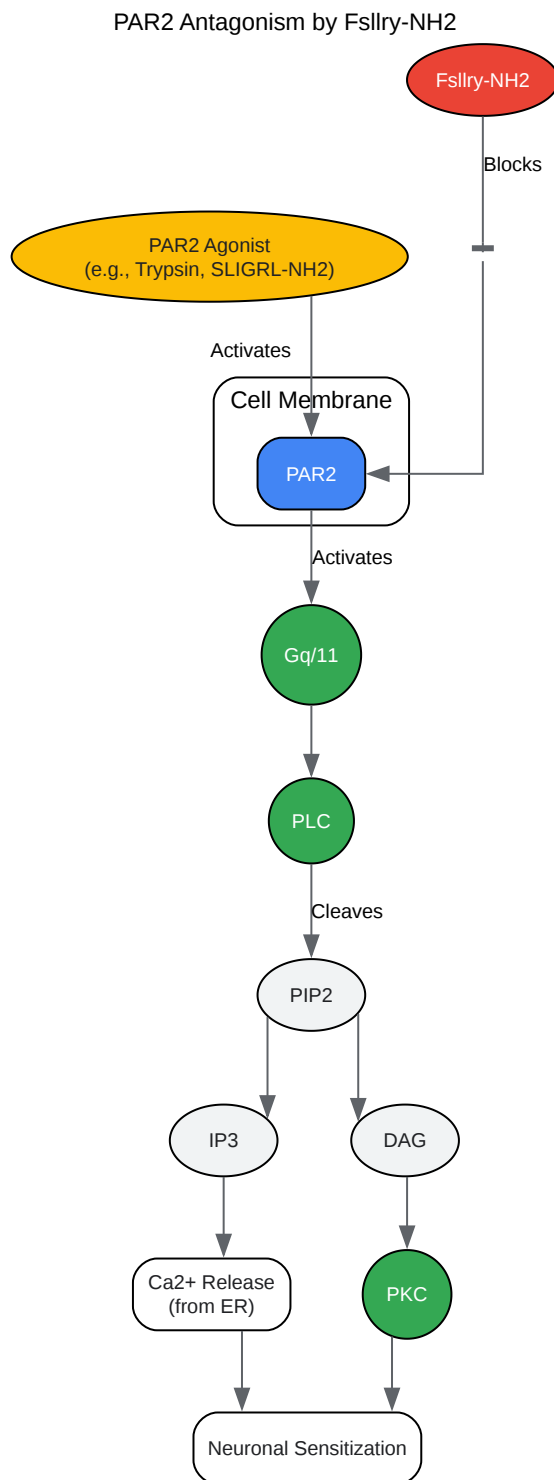 PAR2 Antagonism by Fsllry-NH2
Fsllry-NH2
Blocks
PAR2 Agonist
(e.g., Trypsin, SLIGRL-NH2)
Activates
Cell Membrane
PAR2
Activates
Gq/11
PLC
Cleaves
PIP2
IP3
DAG
Ca2+ Release
(from ER)
PKC
Neuronal Sensitization